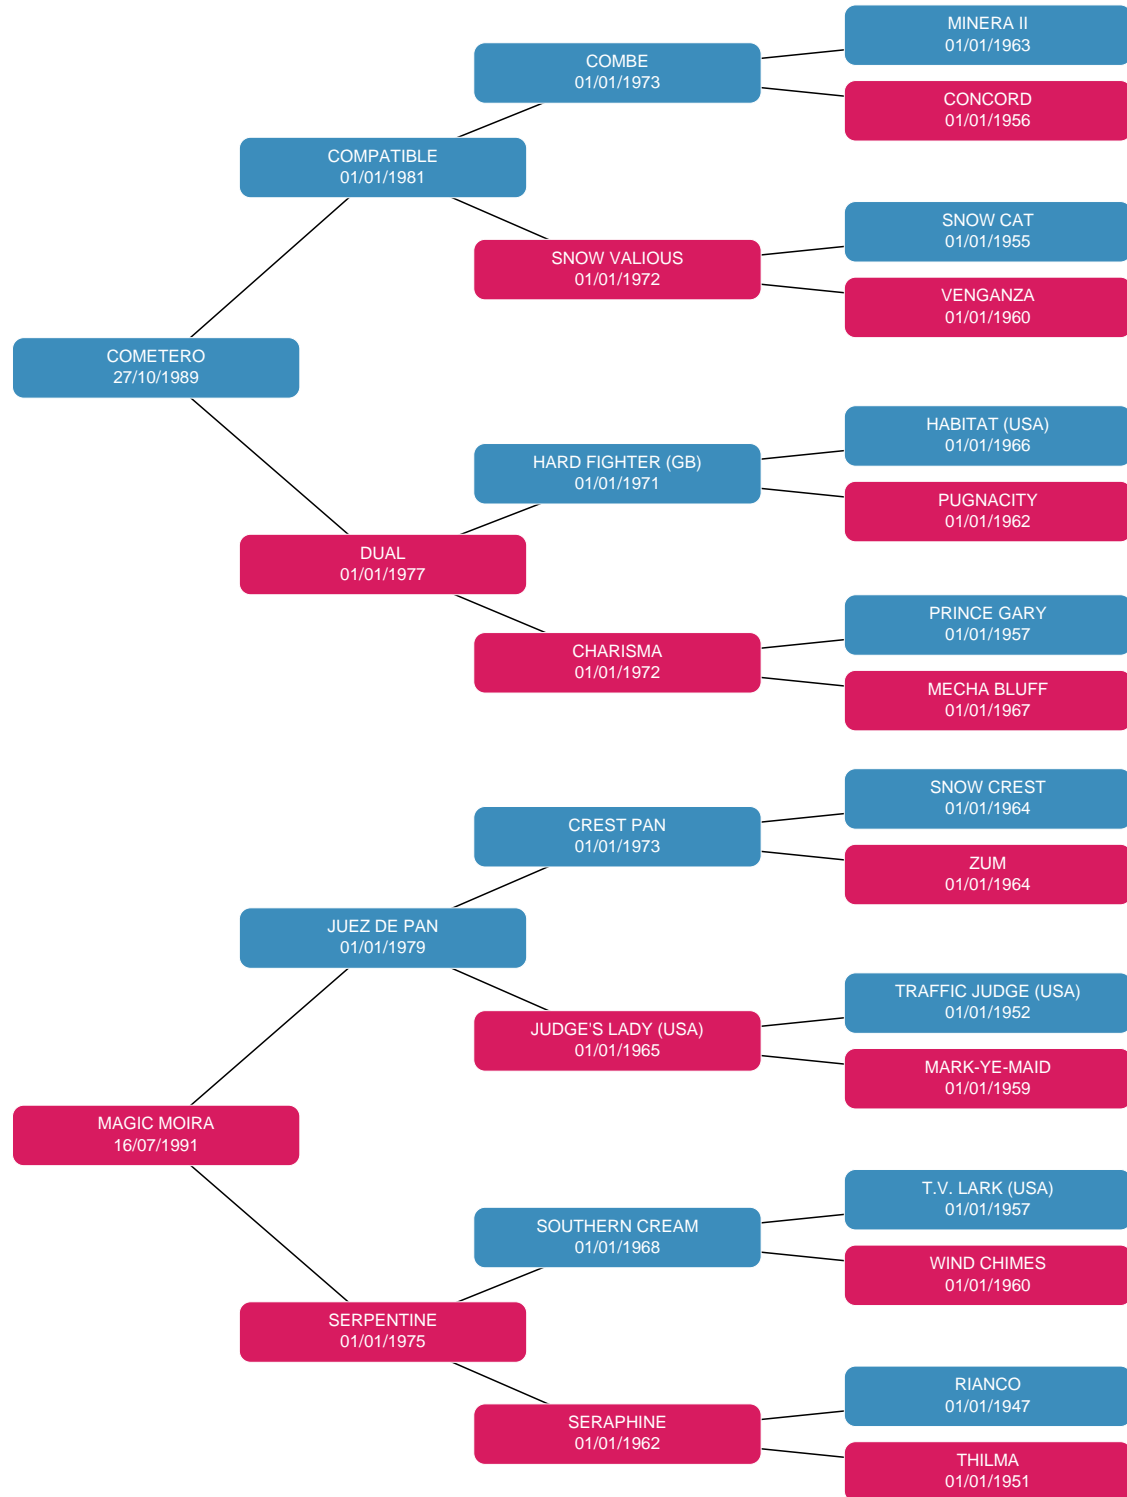 MINERA II
01/01/1963
COMBE
01/01/1973
CONCORD
01/01/1956
COMPATIBLE
01/01/1981
SNOW CAT
01/01/1955
SNOW VALIOUS
01/01/1972
VENGANZA
01/01/1960
COMETERO
27/10/1989
HABITAT (USA)
01/01/1966
HARD FIGHTER (GB)
01/01/1971
PUGNACITY
01/01/1962
DUAL
01/01/1977
PRINCE GARY
01/01/1957
CHARISMA
01/01/1972
MECHA BLUFF
01/01/1967
SNOW CREST
01/01/1964
CREST PAN
01/01/1973
ZUM
01/01/1964
JUEZ DE PAN
01/01/1979
TRAFFIC JUDGE (USA)
01/01/1952
JUDGE'S LADY (USA)
01/01/1965
MARK-YE-MAID
01/01/1959
MAGIC MOIRA
16/07/1991
T.V. LARK (USA)
01/01/1957
SOUTHERN CREAM
01/01/1968
WIND CHIMES
01/01/1960
SERPENTINE
01/01/1975
RIANCO
01/01/1947
SERAPHINE
01/01/1962
THILMA
01/01/1951